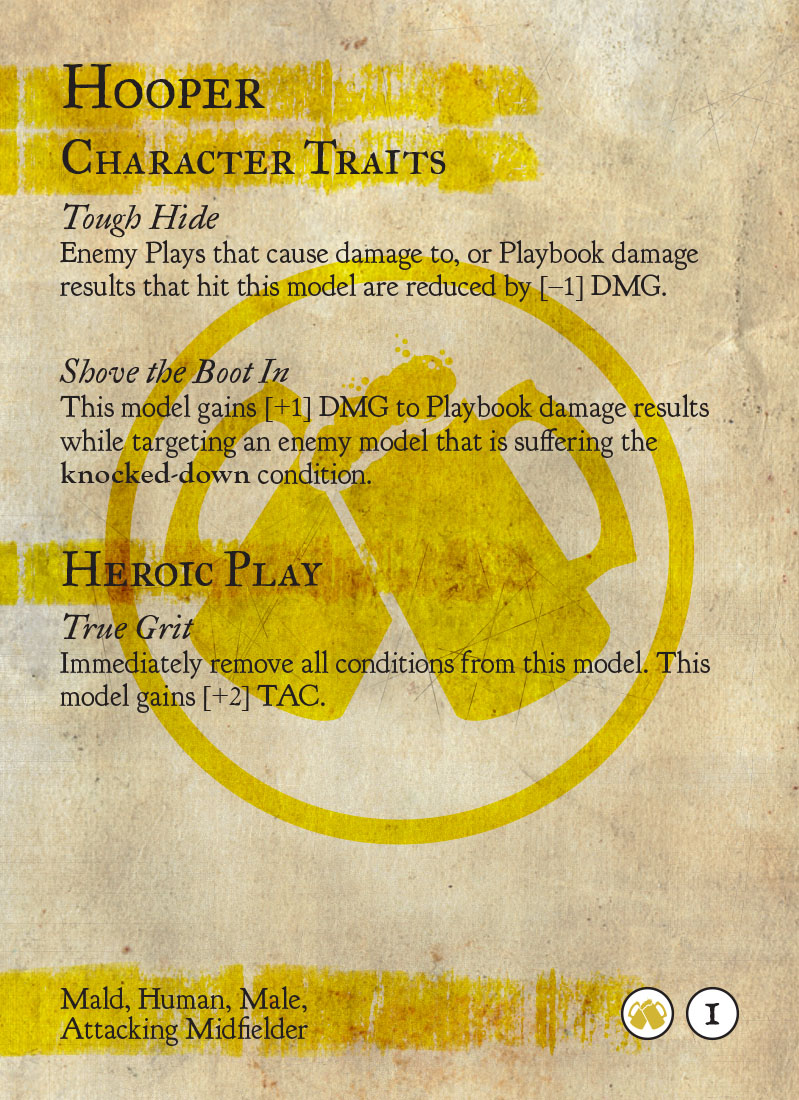 Hooper
Character Traits
Tough Hide
Enemy Plays that cause damage to, or Playbook damage
results that hit this model are reduced by [–1] DMG.
Shove the Boot In
This model gains [+1] DMG to Playbook damage results
while targeting an enemy model that is suffering the
knocked-down condition.
Heroic Play
True Grit
Immediately remove all conditions from this model. This
model gains [+2] TAC.
Mald, Human, Male,
Attacking Midfielder
1